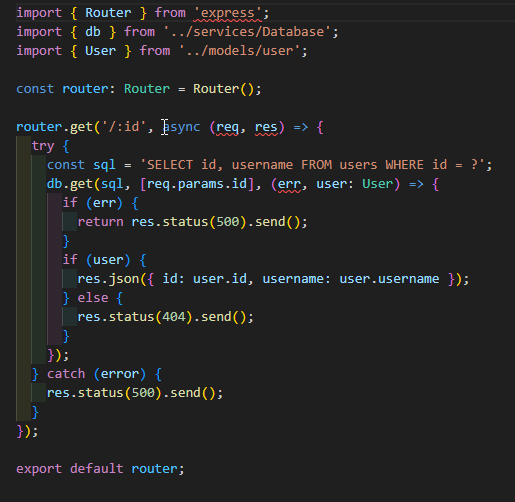 import { Router } from 'express';
import { db } from '../services/Database';
import { User } from '../models/user';
const router: Router = Router();
router.get('/:id', async (req, res) => {
try {
const sql = 'SELECT id, username FROM users WHERE id = ?';
db.get(sql, [req.params.id], (err, user: User) => {
if (err) {
return res.status(500).send();
}
if (user) {
res.json({ id: user.id, username: user.username });
} else {
res.status(404).send();
}
});
} catch (error) {
res.status(500).send();
}
});
export default router;